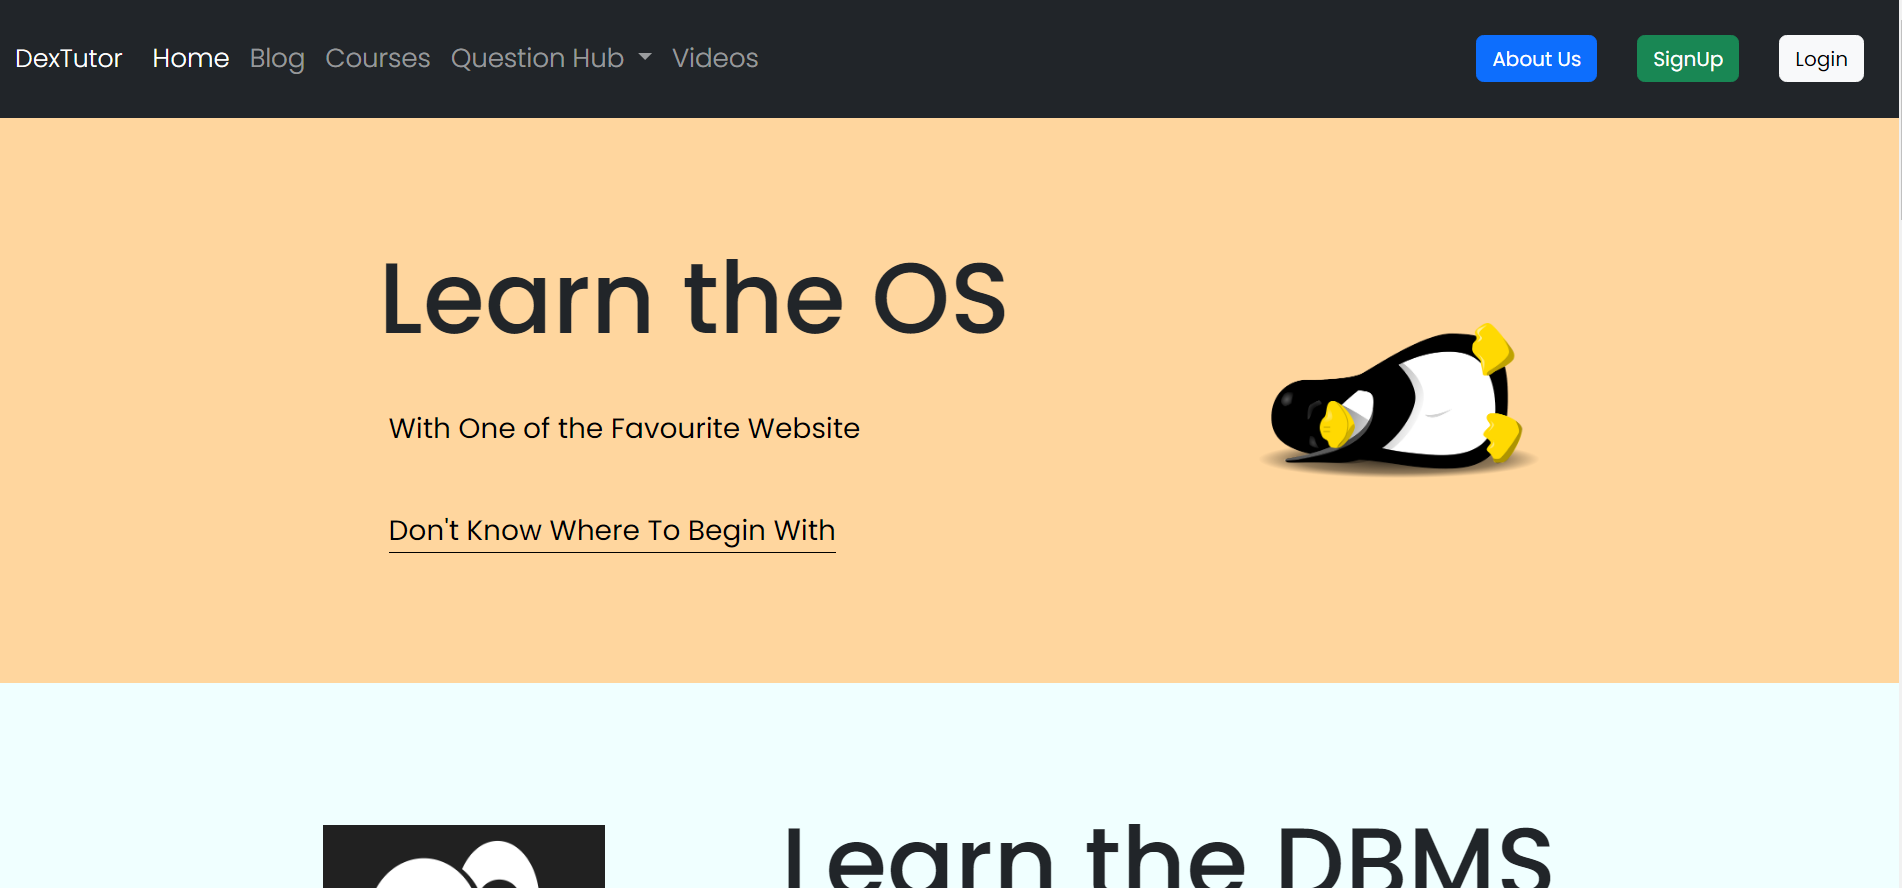 DexTutor Home Blog Courses Question Hub Videos About Us SignUp Login
Learn the OS
With One of the Favourite Website
Don't Know Where To Begin With
Learn the DBMS